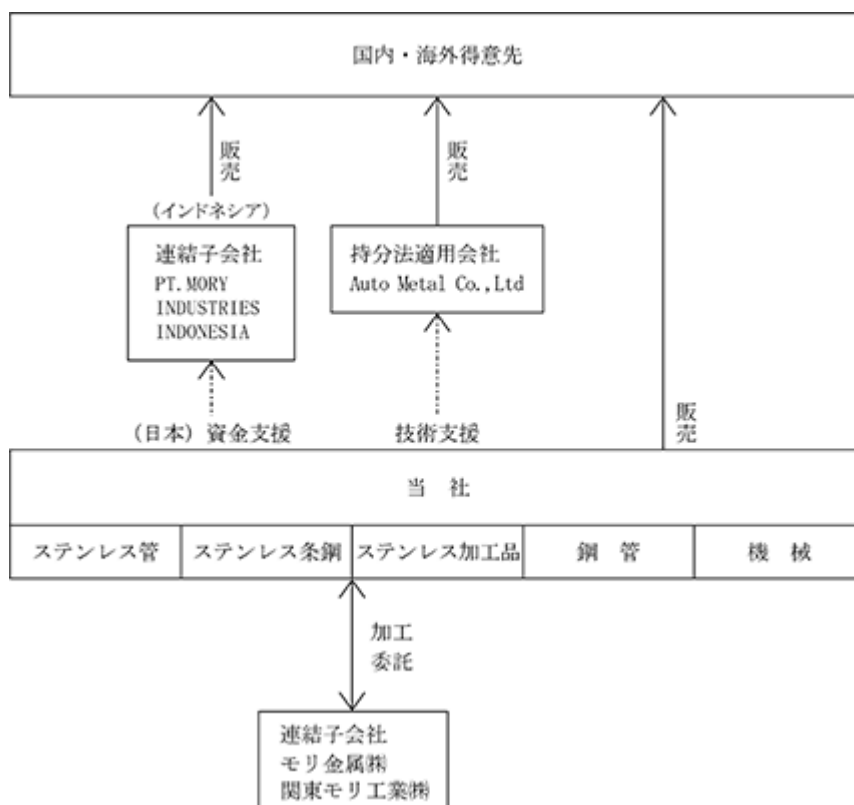 国内・海外得意先
販売
販売
(インドネシア)
連結子会社
PT.MORY
INDUSTRIES
INDONESIA
持分法適用会社
Auto Metal Co.,Ltd
販売
(日本) 資金支援
技術支援
当 社
ステンレス管
ステンレス条鋼
ステンレス加工品
鋼 管
機 械
加工
委託
連結子会社
モリ金属㈱
関東モリ工業㈱